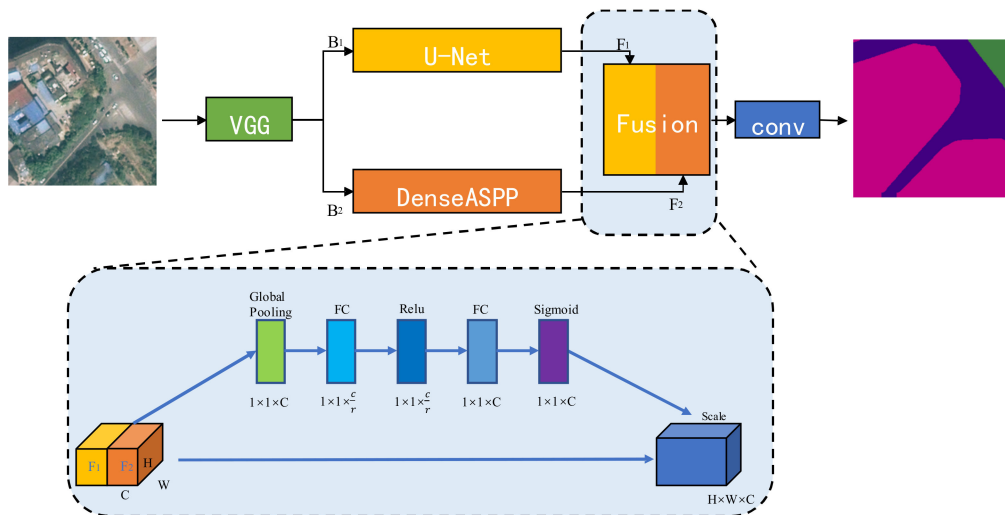 B1
U-Net
F1
VGG
Fusion
conv
B2
DenseASPP
F2
Global
Pooling
FC
Relu
FC
Sigmoid
1×1×C
1×1×c/r
1×1×c/r
1×1×C
1×1×C
Scale
F1
F2
H
W
C
H×W×C